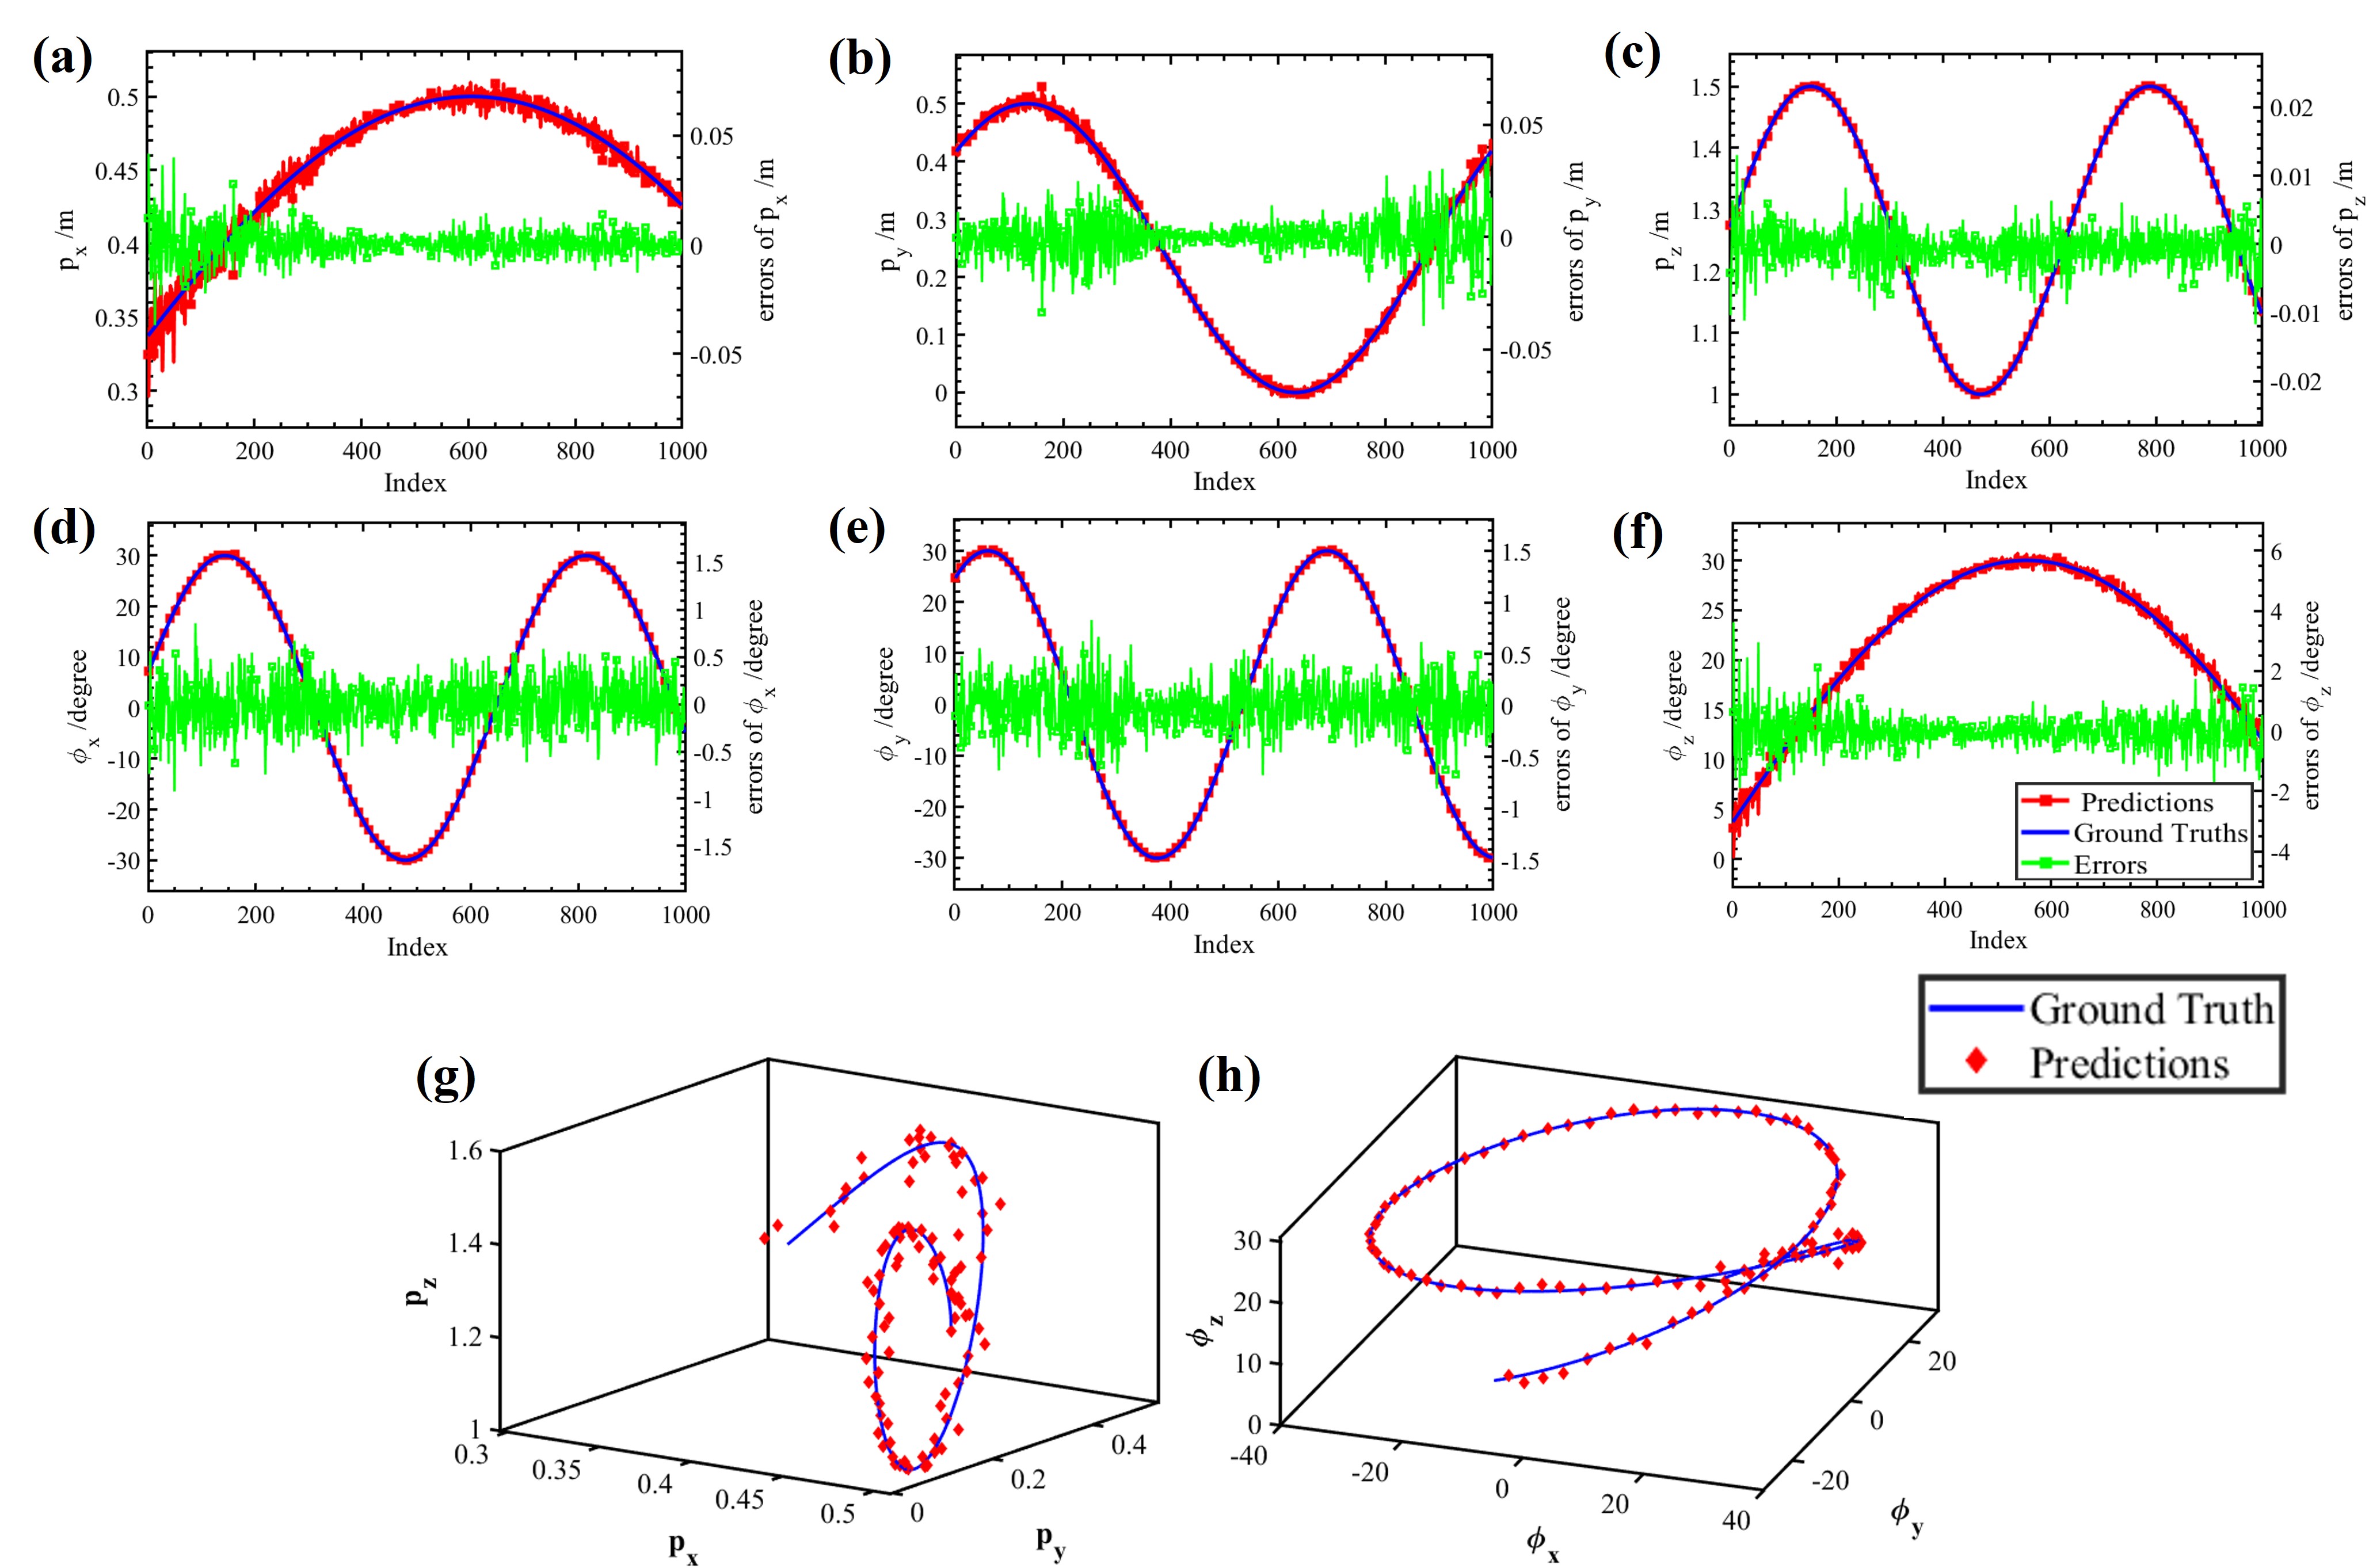 (a)
0.5
0.45
0.4
0.35
0.3
p_x /m
0.05
0
-0.05
errors of p_x /m
0 200 400 600 800 1000
Index
(b)
0.5
0.4
0.3
0.2
0.1
0
p_y /m
0.05
0
-0.05
errors of p_y /m
0 200 400 600 800 1000
Index
(c)
1.5
1.4
1.3
1.2
1.1
1
p_z /m
0.02
0.01
0
-0.01
-0.02
errors of p_z /m
0 200 400 600 800 1000
Index
(d)
30
20
10
0
-10
-20
-30
ϕ_x /degree
1.5
1
0.5
0
-0.5
-1
-1.5
errors of ϕ_x /degree
0 200 400 600 800 1000
Index
(e)
30
20
10
0
-10
-20
-30
ϕ_y /degree
1.5
1
0.5
0
-0.5
-1
-1.5
errors of ϕ_y /degree
0 200 400 600 800 1000
Index
(f)
30
25
20
15
10
5
0
ϕ_z /degree
6
4
2
0
-2
-4
errors of ϕ_z /degree
Predictions
Ground Truths
Errors
0 200 400 600 800 1000
Index
Ground Truth
Predictions
(g)
1.6
1.4
1.2
1
p_z
0.3
0.35
0.4
0.45
0.5
p_x
0
0.2
0.4
p_y
(h)
30
20
10
0
ϕ_z
-40
-20
0
20
40
ϕ_x
-20
0
20
ϕ_y